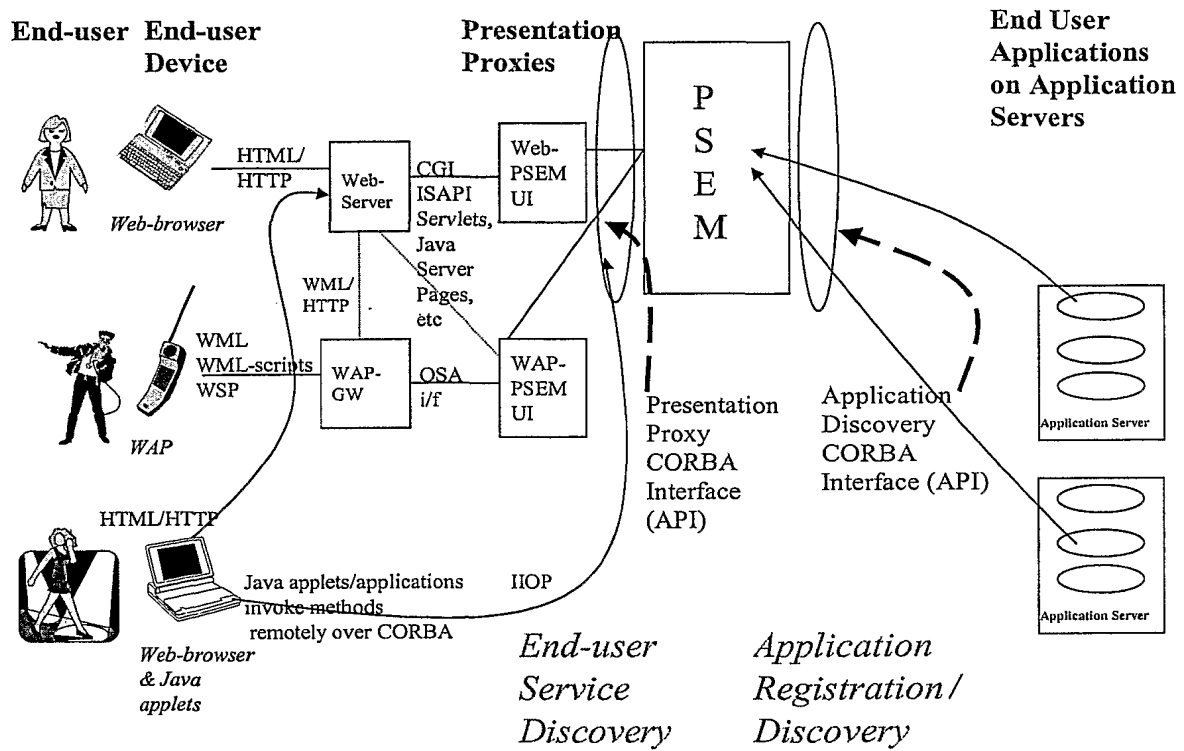 End-user
End-user
Device
Presentation
Proxies
End User
Applications
on Application
Servers
P
S
E
M
HTML/
HTTP
Web-browser
Web-
Server
CGI
ISAPI
Servlets,
Java
Server
Pages,
etc
Web-
PSEM
UI
WML/
HTTP
WML
WML-scripts
WSP
WAP
WAP-
GW
OSA
i/f
WAP-
PSEM
UI
Presentation
Proxy
CORBA
Interface
(API)
Application
Discovery
CORBA
Interface (API)
Application Server
Application Server
HTML/HTTP
Java applets/applications
invoke methods
remotely over CORBA
IIOP
Web-browser
& Java
applets
End-user
Service
Discovery
Application
Registration/
Discovery